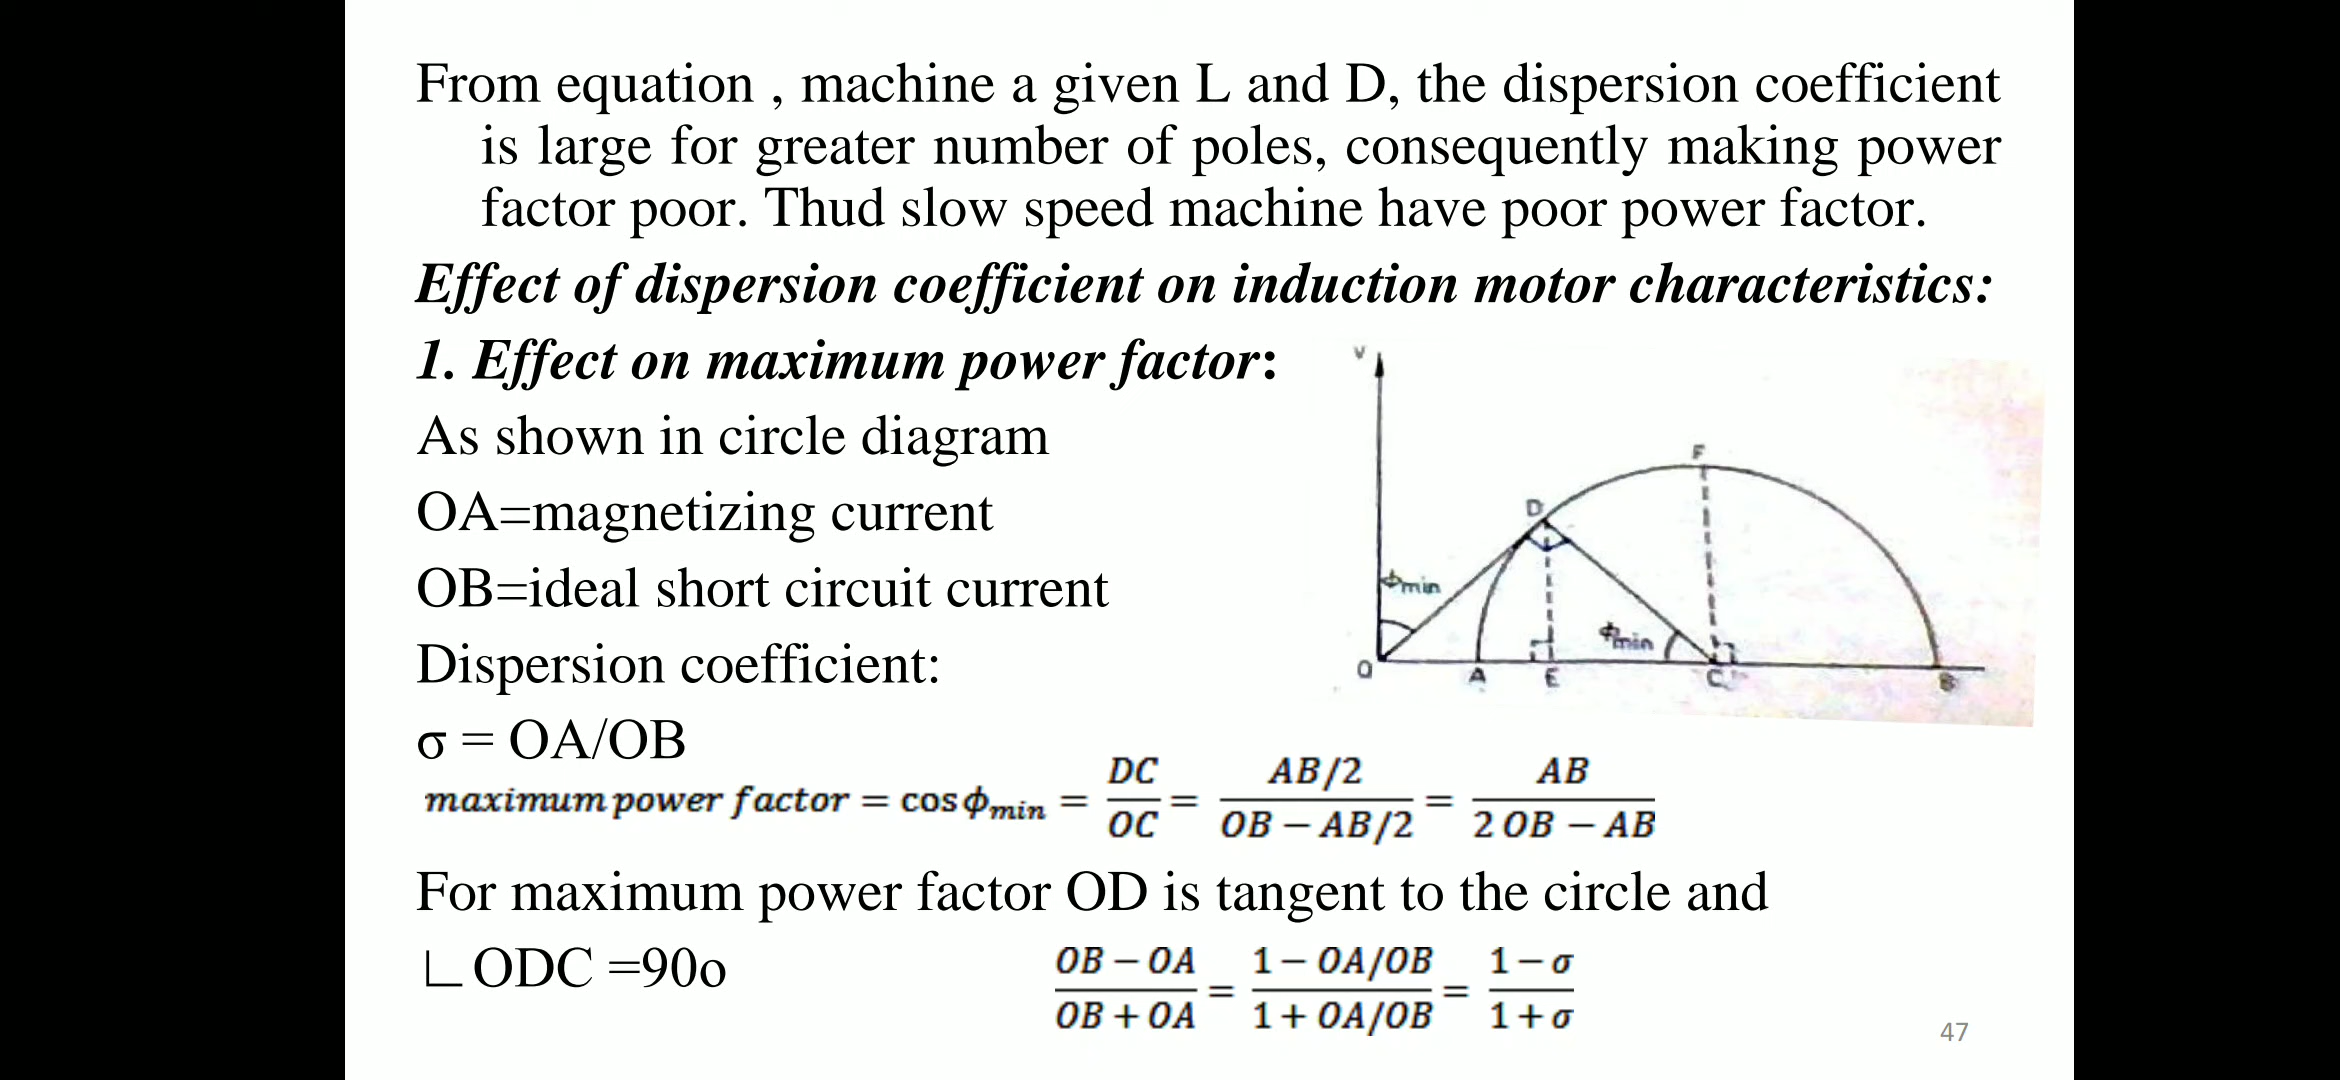 From equation , machine a given L and D, the dispersion coefficient
is large for greater number of poles, consequently making power
factor poor. Thud slow speed machine have poor power factor.
Effect of dispersion coefficient on induction motor characteristics:
1. Effect on maximum power factor:
As shown in circle diagram
OA=magnetizing current
OB=ideal short circuit current
Dispersion coefficient:
σ = OA/OB
V
F
D
ϕmin
ϕmin
O A E C B
maximum power factor = cos ϕ_min = DC/OC = (AB/2)/(OB − AB/2) = AB/(2 OB − AB)
For maximum power factor OD is tangent to the circle and
∟ODC =90o
(OB − OA)/(OB + OA) = (1 − OA/OB)/(1 + OA/OB) = (1 − σ)/(1 + σ)
47